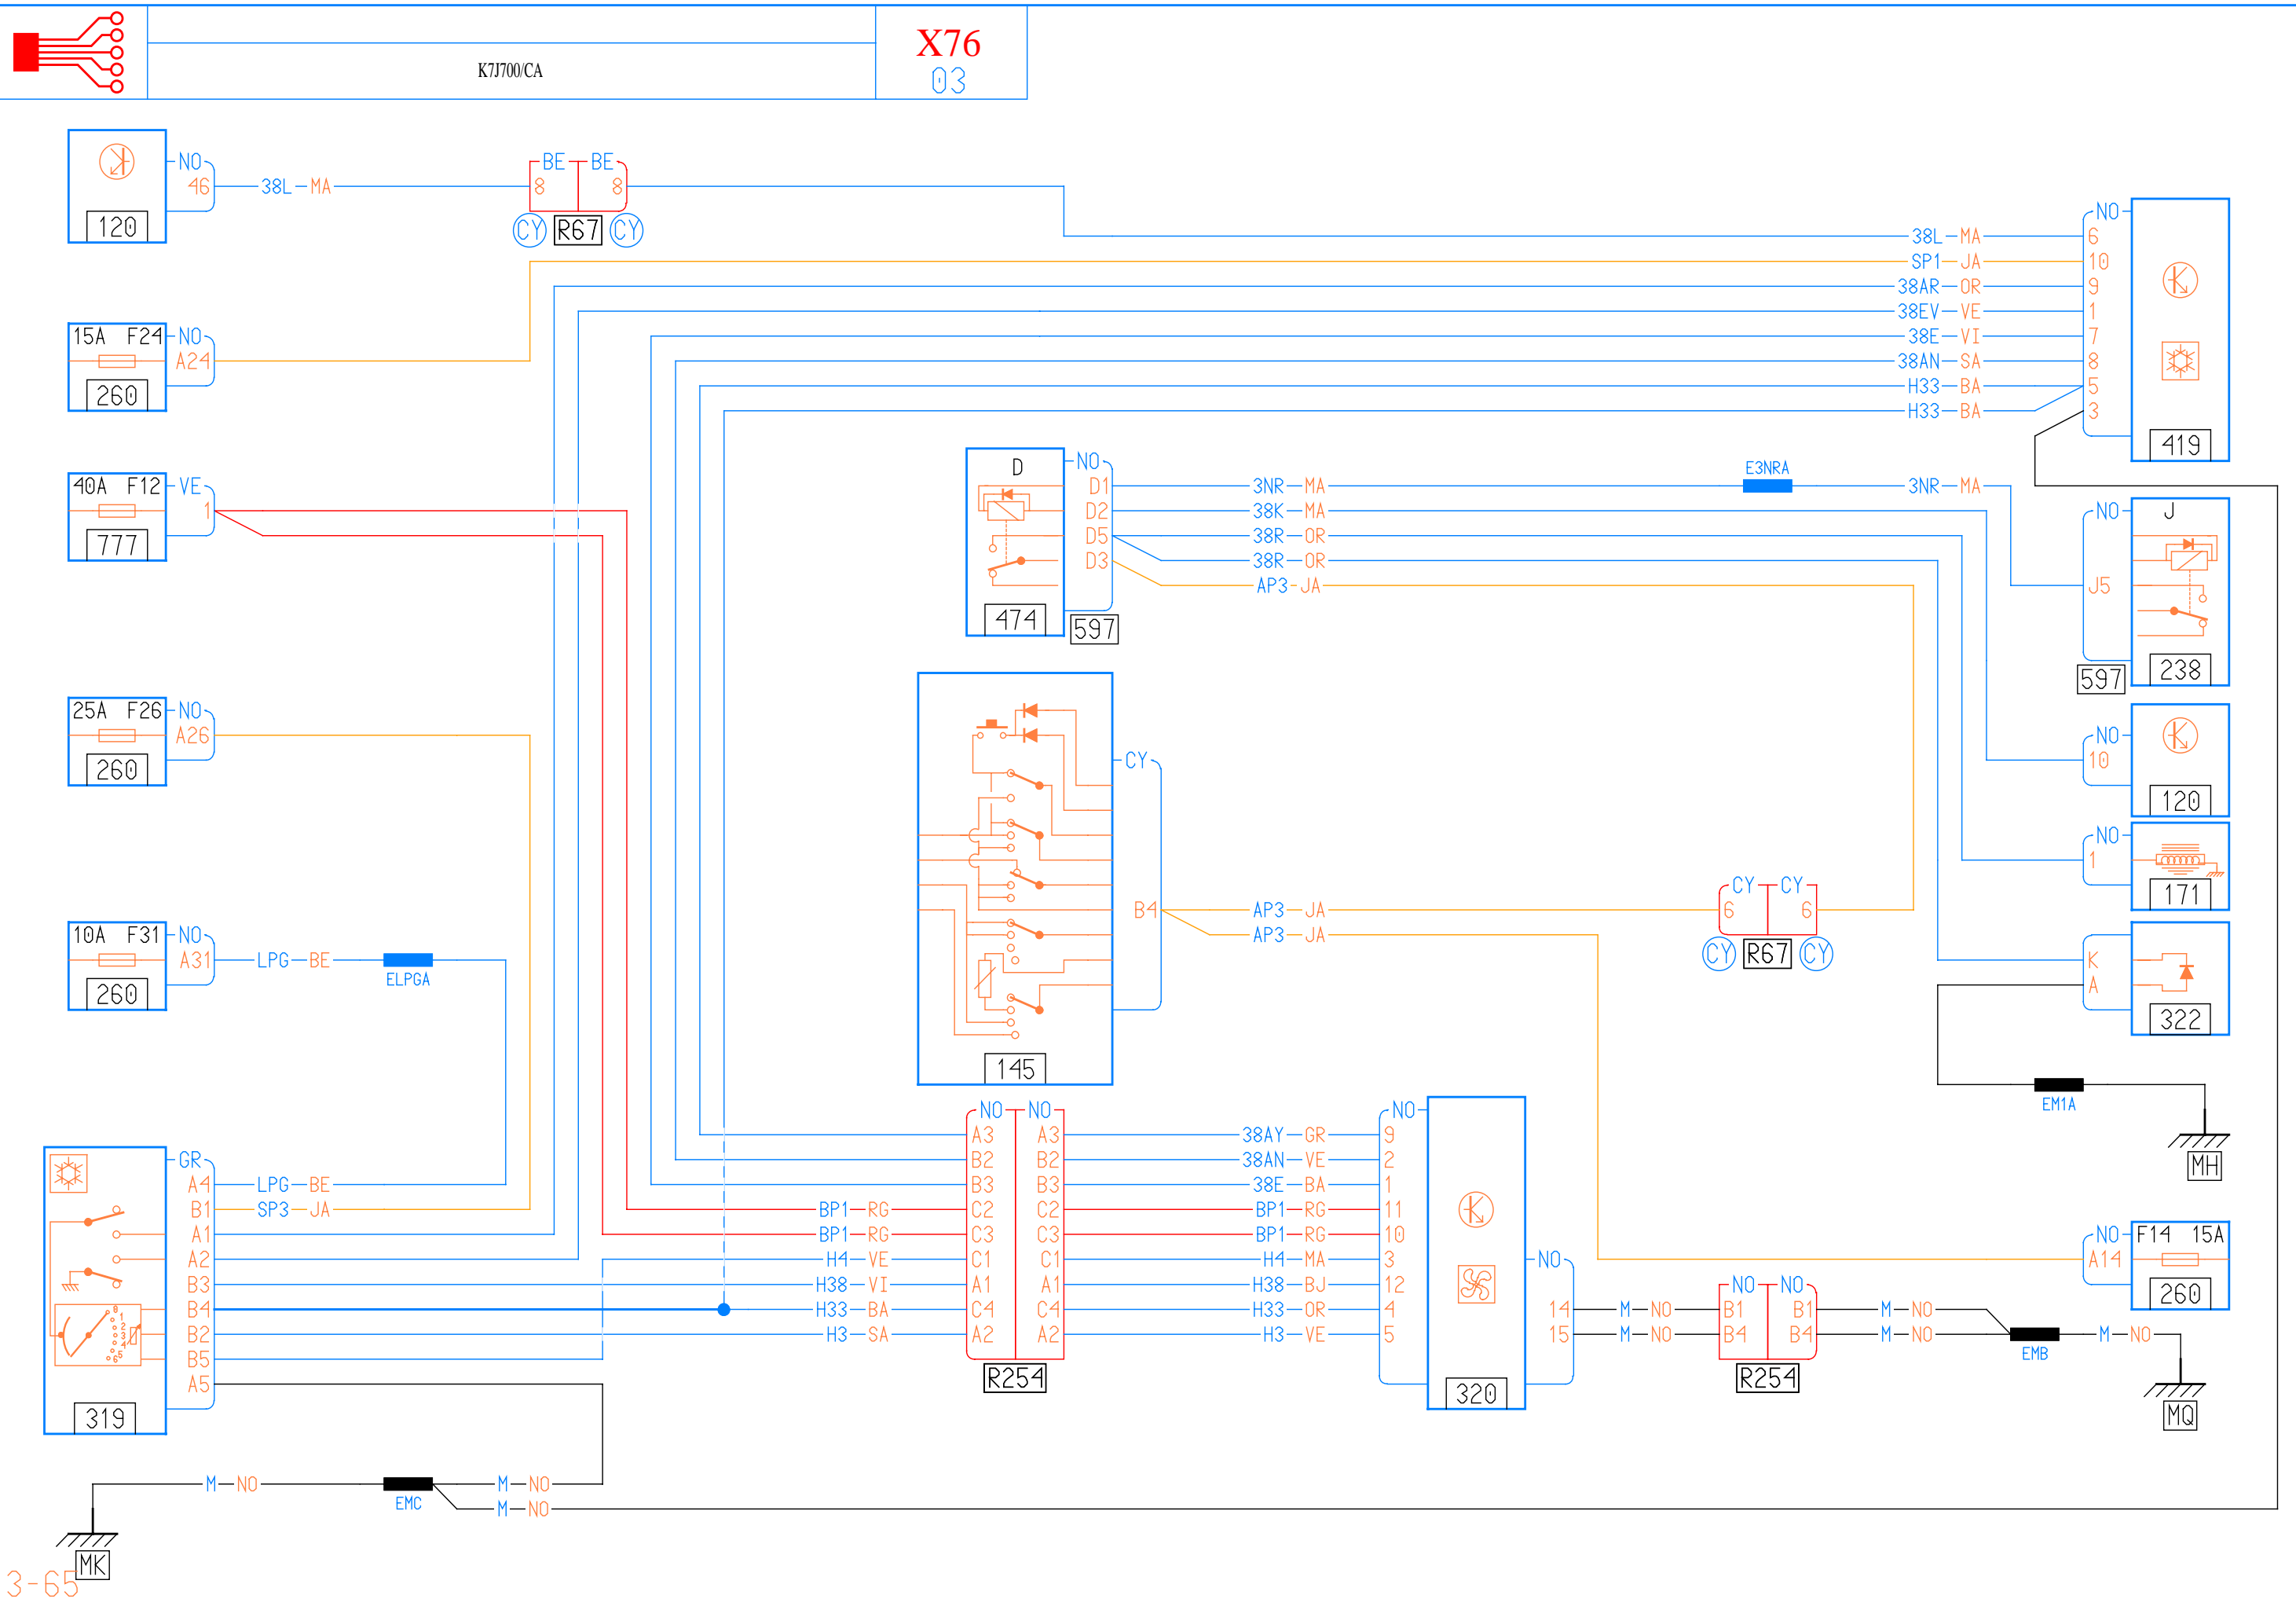 K7J700/CA
X76
03
NO
46
38L MA
120
BE BE
8 8
CY R67 CY
NO
38L MA 6
SP1 JA 10
38AR OR 9
38EV VE 1
38E VI 7
38AN SA 8
H33 BA 5
H33 BA 3
419
15A F24 NO
A24
260
40A F12 VE
1
777
D NO
D1 3NR MA
D2 38K MA
D5 38R OR
D3 38R OR
AP3 JA
474
597
E3NRA
3NR MA
NO J
J5
238
597
25A F26 NO
A26
260
NO
10
120
NO
1
171
CY
B4 AP3 JA
AP3 JA
145
CY CY
6 6
CY R67 CY
10A F31 NO
A31 LPG BE
ELPGA
260
K
A
322
EM1A
MH
GR
A4 LPG BE
B1 SP3 JA
A1
A2
B3
B4
B2
B5
A5
0
1
2
3
4
5
6
319
NO NO
A3 A3 38AY GR 9
B2 B2 38AN VE 2
B3 B3 38E BA 1
BP1 RG C2 C2 BP1 RG 11
BP1 RG C3 C3 BP1 RG 10
H4 VE C1 C1 H4 MA 3
H38 VI A1 A1 H38 BJ 12
H33 BA C4 C4 H33 OR 4
H3 SA A2 A2 H3 VE 5
R254
NO
320
NO
14 M NO
15 M NO
NO NO
B1 B1 M NO
B4 B4 M NO
R254
EMB
M NO
MQ
NO F14 15A
A14
260
M NO
EMC
M NO
M NO
MK
3-65